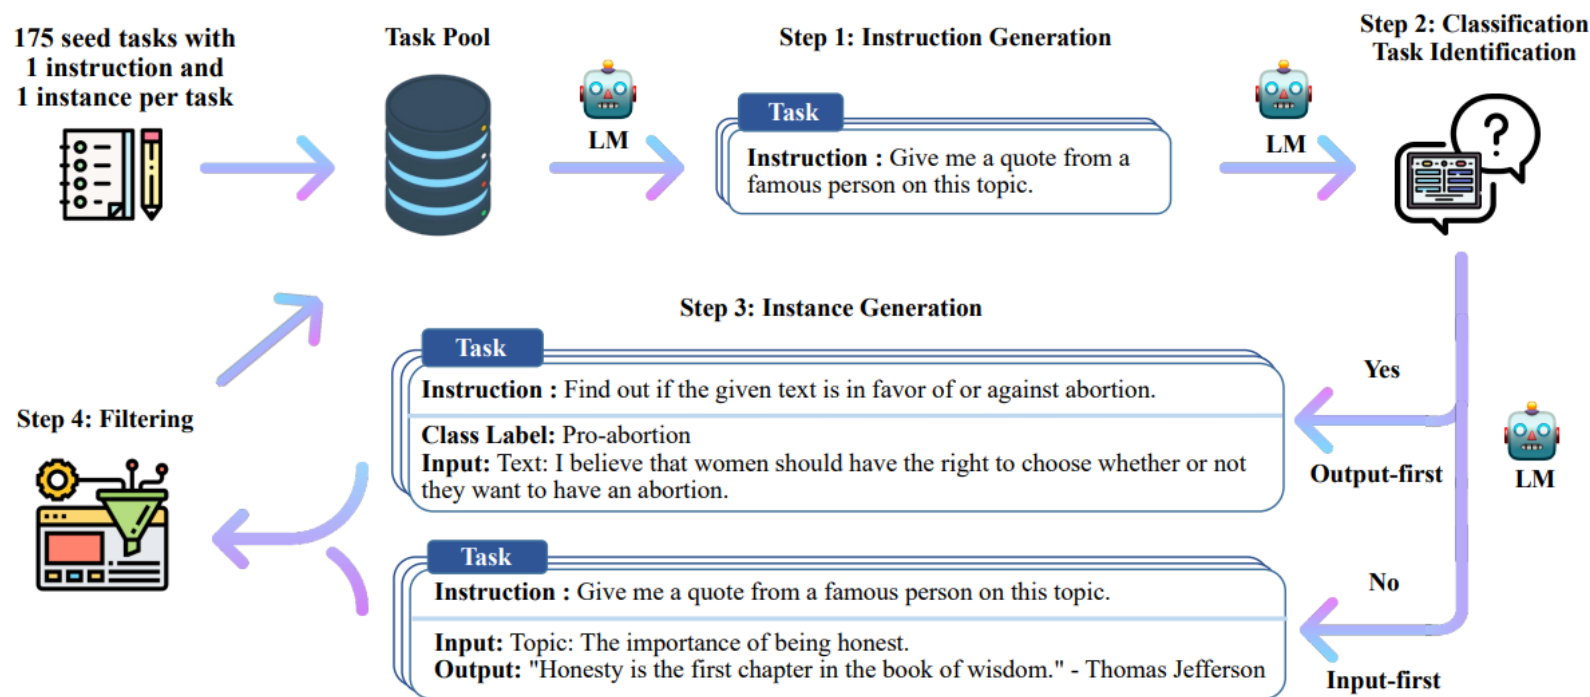 175 seed tasks with
1 instruction and
1 instance per task
Task Pool
LM
Step 1: Instruction Generation
Task
Instruction : Give me a quote from a
famous person on this topic.
LM
Step 2: Classification
Task Identification
Step 3: Instance Generation
Task
Instruction : Find out if the given text is in favor of or against abortion.
Class Label: Pro-abortion
Input: Text: I believe that women should have the right to choose whether or not
they want to have an abortion.
Yes
Output-first
LM
Task
Instruction : Give me a quote from a famous person on this topic.
Input: Topic: The importance of being honest.
Output: "Honesty is the first chapter in the book of wisdom." - Thomas Jefferson
No
Input-first
Step 4: Filtering